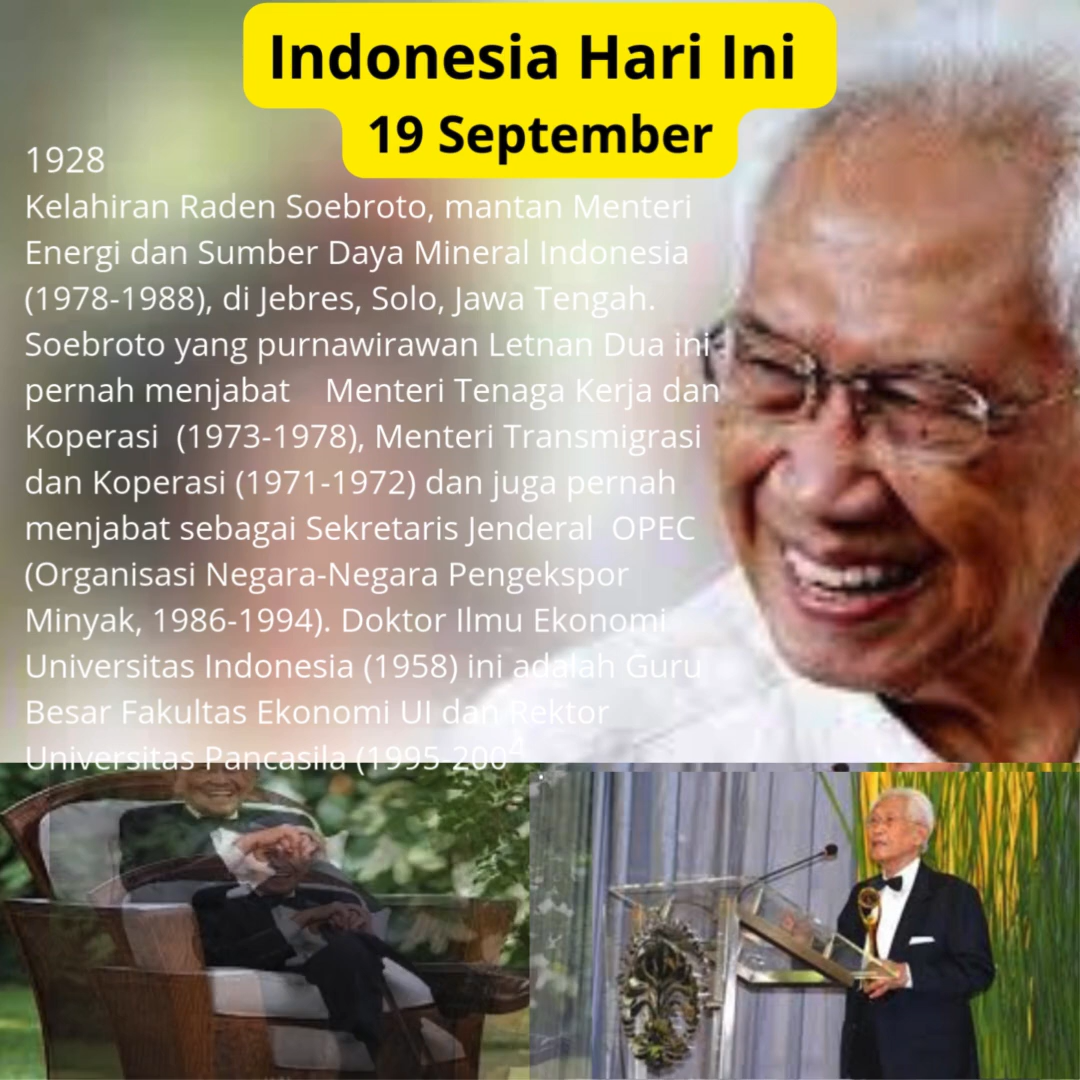 Indonesia Hari Ini
19 September
1928
Kelahiran Raden Soebroto, mantan Menteri
Energi dan Sumber Daya Mineral Indonesia
(1978-1988), di Jebres, Solo, Jawa Tengah.
Soebroto yang purnawirawan Letnan Dua ini
pernah menjabat    Menteri Tenaga Kerja dan
Koperasi  (1973-1978), Menteri Transmigrasi
dan Koperasi (1971-1972) dan juga pernah
menjabat sebagai Sekretaris Jenderal  OPEC
(Organisasi Negara-Negara Pengekspor
Minyak, 1986-1994). Doktor Ilmu Ekonomi
Universitas Indonesia (1958) ini adalah Guru
Besar Fakultas Ekonomi UI dan Rektor
Universitas Pancasila (1995-2004